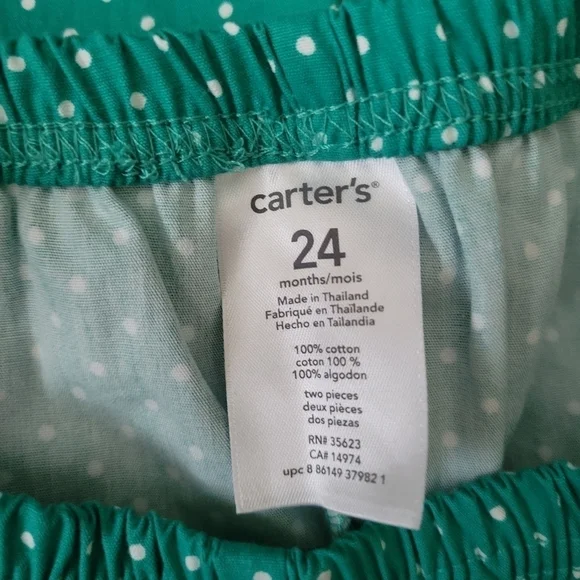 carter's®
24
months/mois
Made in Thailand
Fabriqué en Thaïlande
Hecho en Tailandia
100% cotton
coton 100 %
100% algodon
two pieces
deux pièces
dos piezas
RN# 35623
CA# 14974
upc 8 86149 37982 1